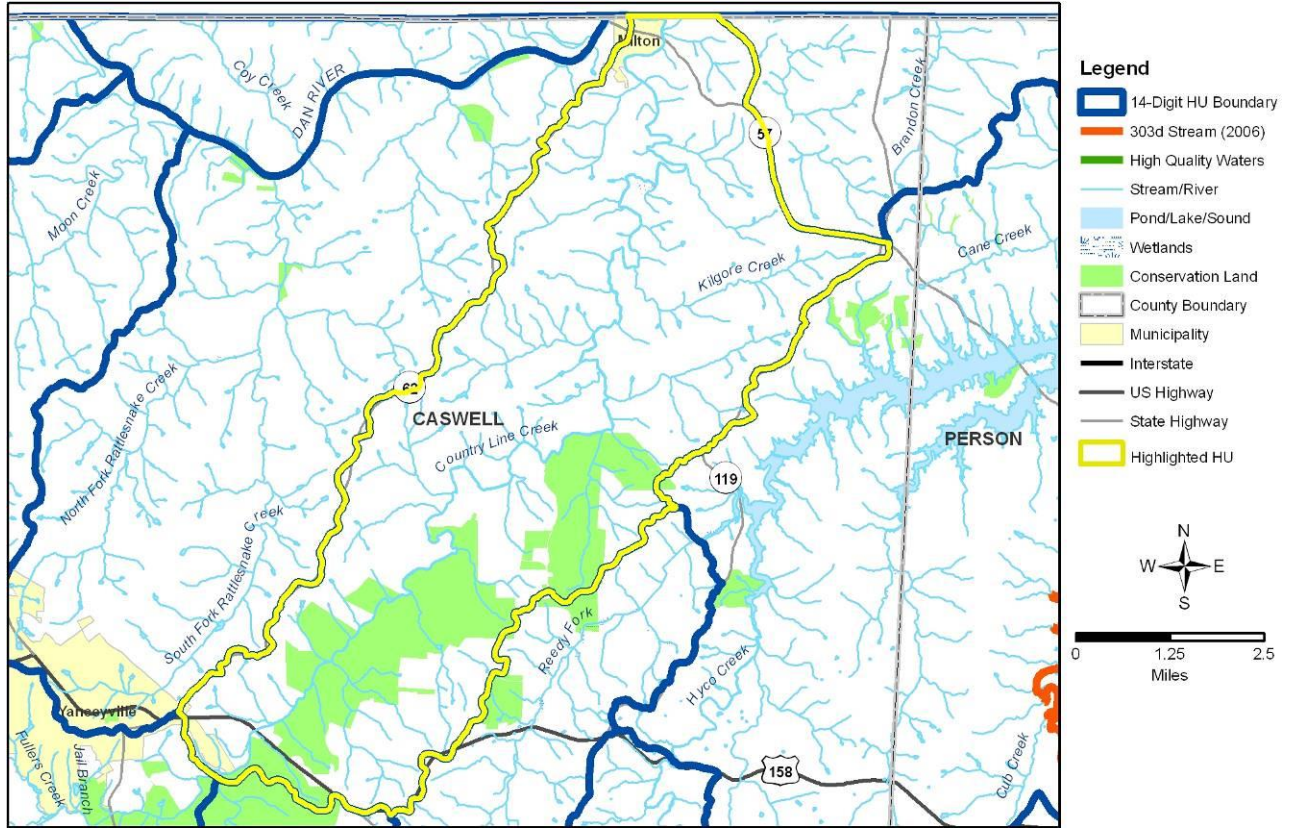 Milton
Coy Creek
DAN RIVER
Brandon Creek
57
Moon Creek
Cane Creek
Kilgore Creek
62
CASWELL
North Fork Rattlesnake Creek
Country Line Creek
PERSON
119
South Fork Rattlesnake Creek
Reedy Fork
Hyco Creek
Yanceyville
Fullers Creek
Jail Branch
158
Cub Creek
Legend
14-Digit HU Boundary
303d Stream (2006)
High Quality Waters
Stream/River
Pond/Lake/Sound
Wetlands
Conservation Land
County Boundary
Municipality
Interstate
US Highway
State Highway
Highlighted HU
N
W E
S
0 1.25 2.5
Miles